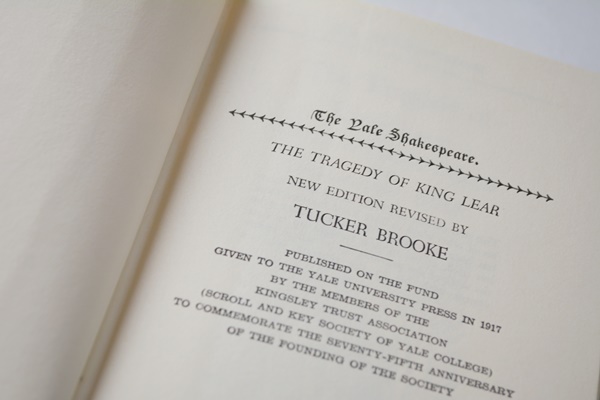 The Yale Shakespeare.
THE TRAGEDY OF KING LEAR
NEW EDITION REVISED BY
TUCKER BROOKE
PUBLISHED ON THE FUND
GIVEN TO THE YALE UNIVERSITY PRESS IN 1917
BY THE MEMBERS OF THE
KINGSLEY TRUST ASSOCIATION
(SCROLL AND KEY SOCIETY OF YALE COLLEGE)
TO COMMEMORATE THE SEVENTY-FIFTH ANNIVERSARY
OF THE FOUNDING OF THE SOCIETY